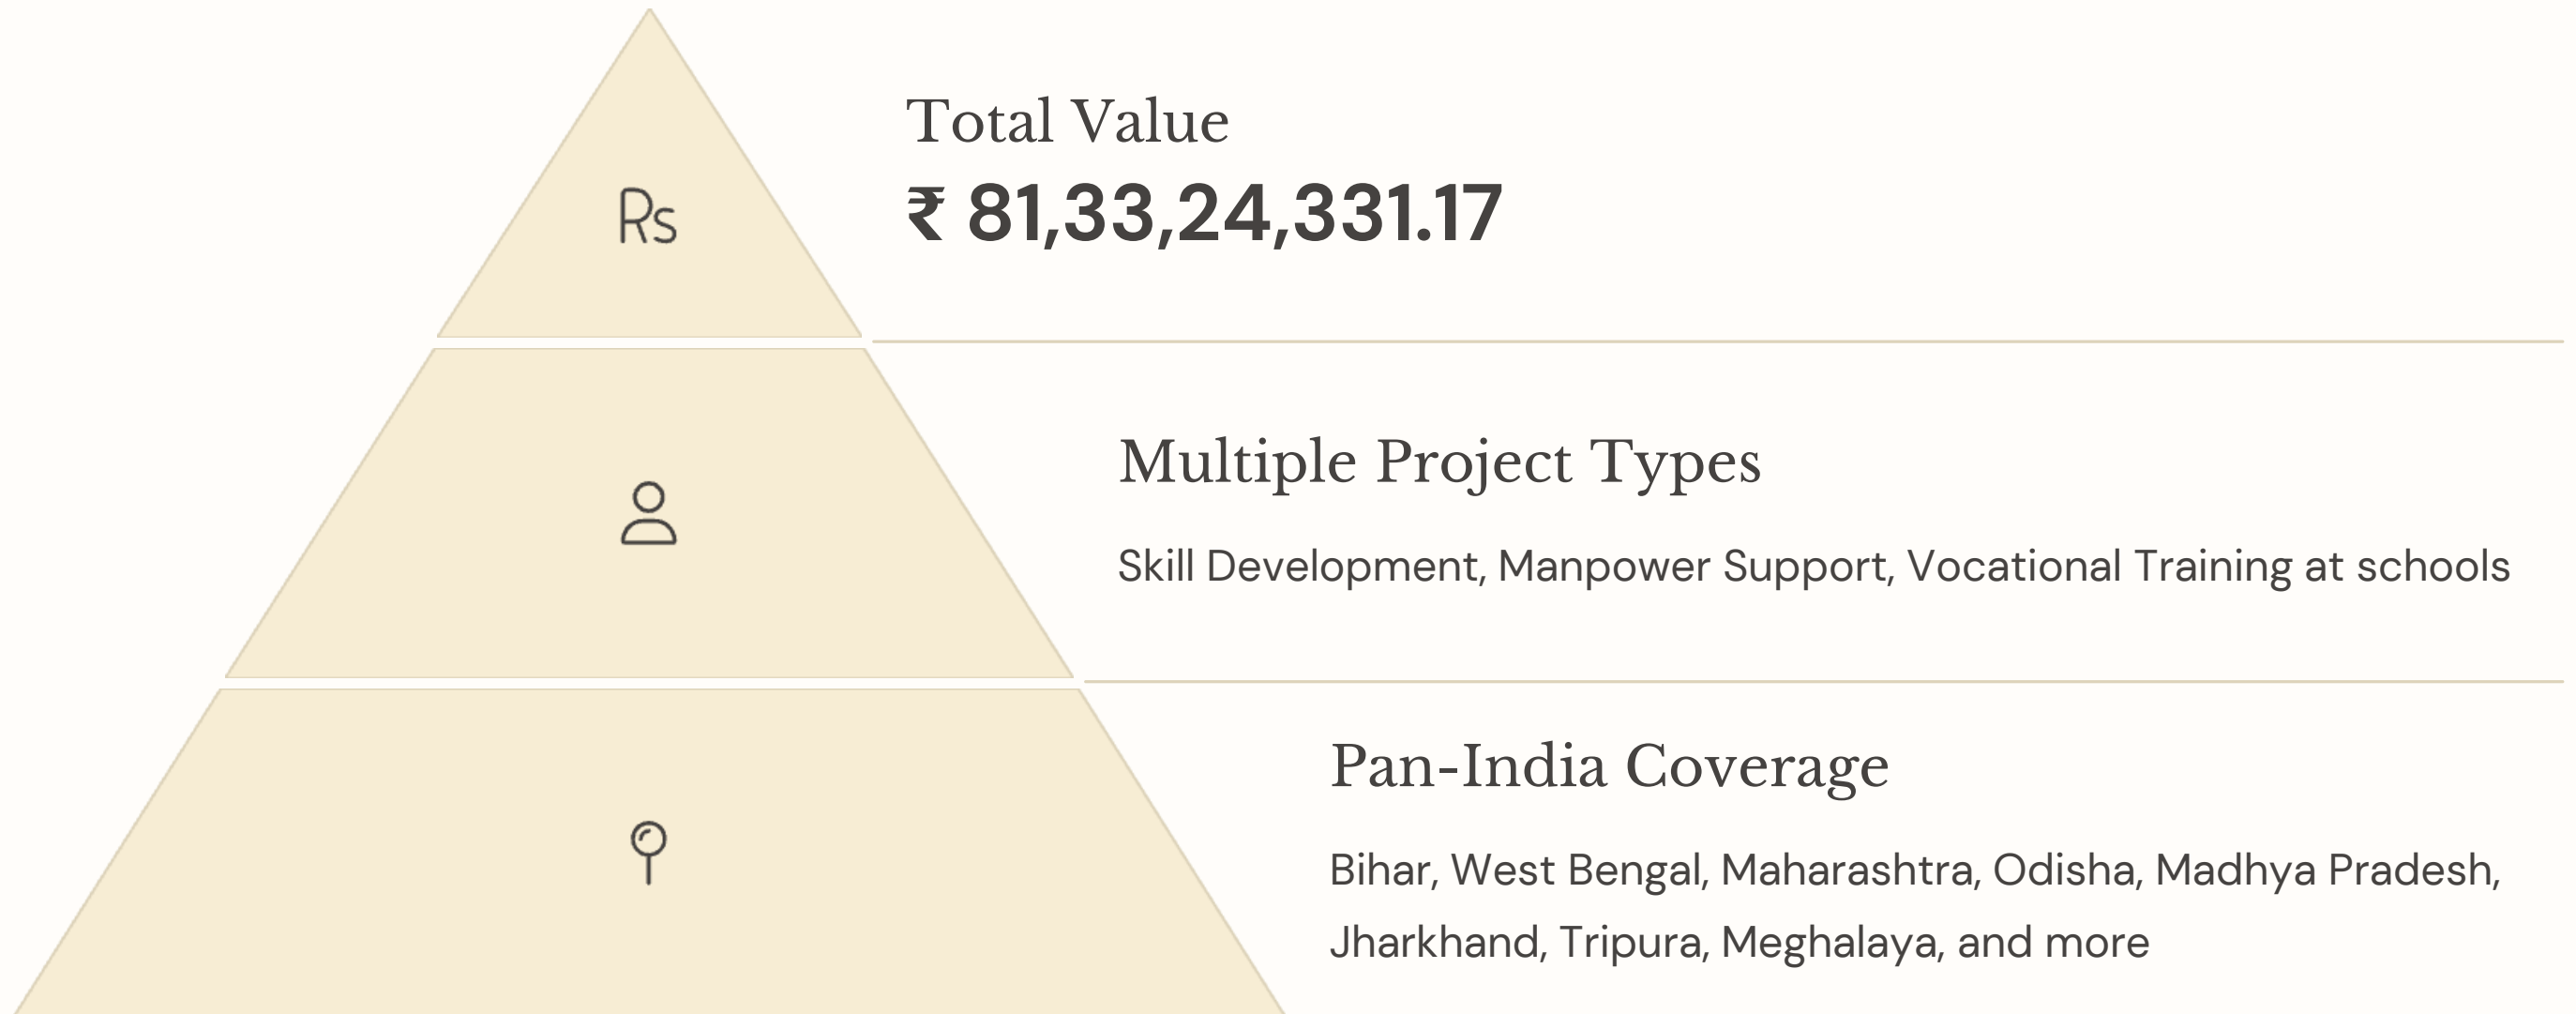 Rs
Total Value
₹ 81,33,24,331.17
Multiple Project Types
Skill Development, Manpower Support, Vocational Training at schools
Pan-India Coverage
Bihar, West Bengal, Maharashtra, Odisha, Madhya Pradesh,
Jharkhand, Tripura, Meghalaya, and more